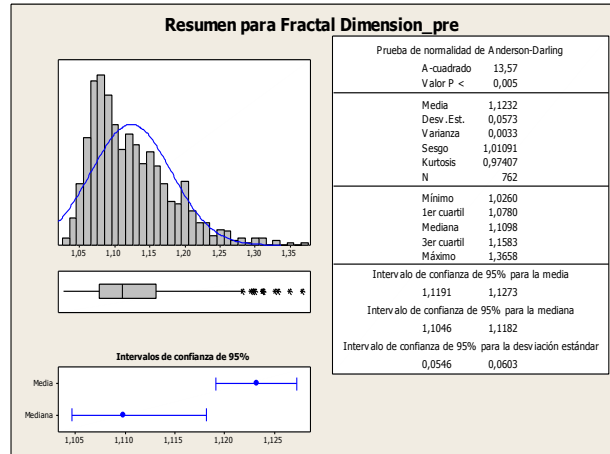 Resumen para Fractal Dimension_pre
1,05 1,10 1,15 1,20 1,25 1,30 1,35
Intervalos de confianza de 95%
Media
Mediana
1,105 1,110 1,115 1,120 1,125
Prueba de normalidad de Anderson-Darling
A-cuadrado 13,57
Valor P < 0,005
Media 1,1232
Desv.Est. 0,0573
Varianza 0,0033
Sesgo 1,01091
Kurtosis 0,97407
N 762
Mínimo 1,0260
1er cuartil 1,0780
Mediana 1,1098
3er cuartil 1,1583
Máximo 1,3658
Intervalo de confianza de 95% para la media
1,1191 1,1273
Intervalo de confianza de 95% para la mediana
1,1046 1,1182
Intervalo de confianza de 95% para la desviación estándar
0,0546 0,0603